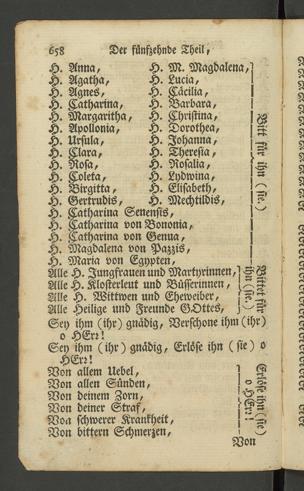 658 Der fünfzehnde Theil,
H. Anna, H. M. Magdalena,
H. Agatha, H. Lucia,
H. Agnes, H. Cäcilia,
H. Catharina, H. Barbara,
H. Margaritha, H. Christina,
H. Apollonia, H. Dorothea,
H. Ursula, H. Johanna,
H. Clara, H. Theresia,
H. Rosa, H. Rosalia,
H. Coleta, H. Lydwina,
H. Birgitta, H. Elisabeth,
H. Gertrudis, H. Mechtildis,
H. Catharina Senensis,
H. Catharina von Bononia,
H. Catharina von Genua,
H. Magdalena von Pazzis,
H. Maria von Egypten,
Bitt für ihn (sie.)
Alle H. Jungfrauen und Martyrinnen,
Alle H. Klosterleut und Büsserinnen,
Alle H. Wittwen und Eheweiber,
Alle Heilige und Freunde GOttes,
Bittet für
ihn (sie.)
Sey ihm (ihr) gnädig, Verschone ihm (ihr)
o HErr!
Sey ihm (ihr) gnädig, Erlöse ihn (sie) o
HErr!
Von allem Uebel,
Von allen Sünden,
Von deinem Zorn,
Von deiner Straf,
Von schwerer Krankheit,
Von bittern Schmerzen,
Erlöse ihn (sie)
o HErr!
Von